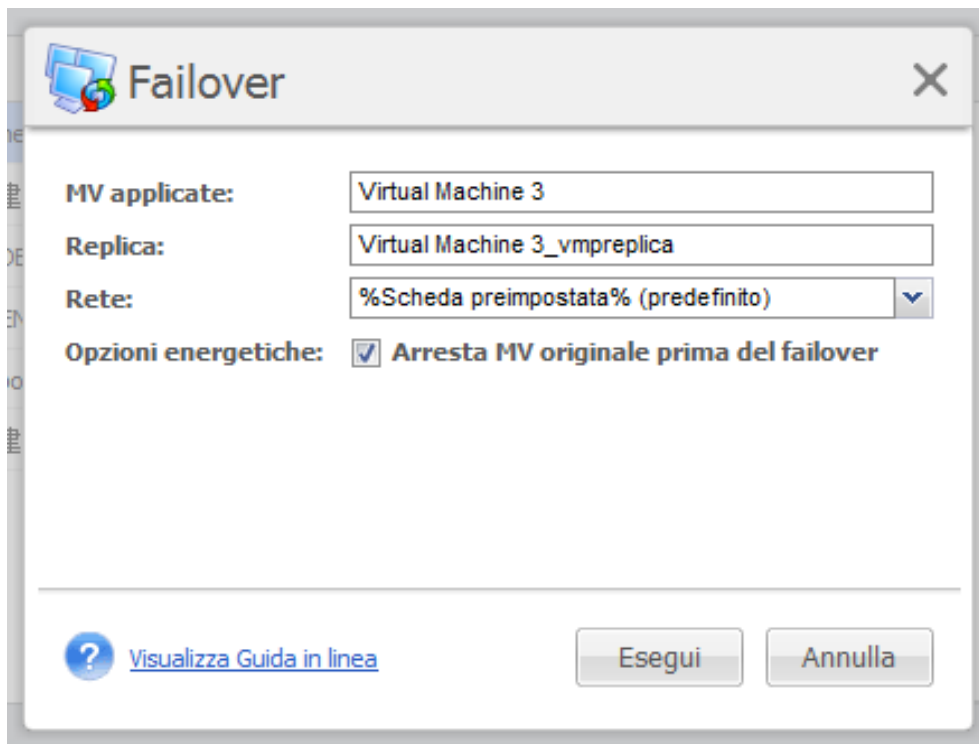 Failover
MV applicate: Virtual Machine 3
Replica: Virtual Machine 3_vmpreplica
Rete: %Scheda preimpostata% (predefinito)
Opzioni energetiche: Arresta MV originale prima del failover
? Visualizza Guida in linea Esegui Annulla